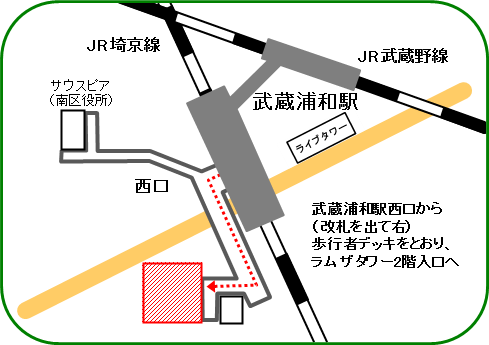 JR埼京線
JR武蔵野線
サウスピア
（南区役所）
武蔵浦和駅
ライブタワー
西口
武蔵浦和駅西口から
（改札を出て右）
歩行者デッキをとおり、
ラムザタワー2階入口へ